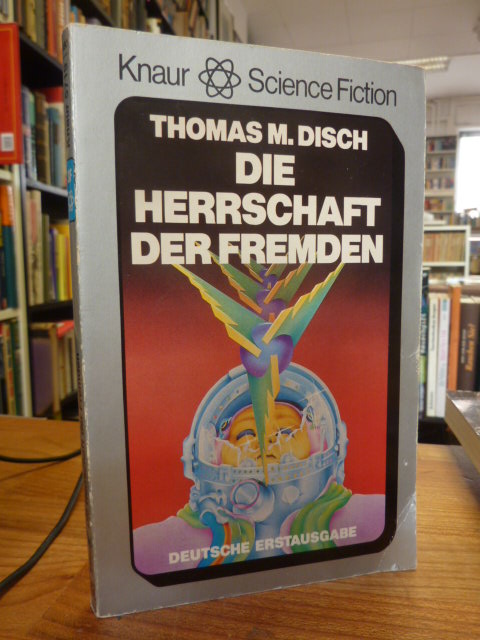 Knaur Science Fiction
THOMAS M. DISCH
DIE
HERRSCHAFT
DER FREMDEN
DEUTSCHE ERSTAUSGABE